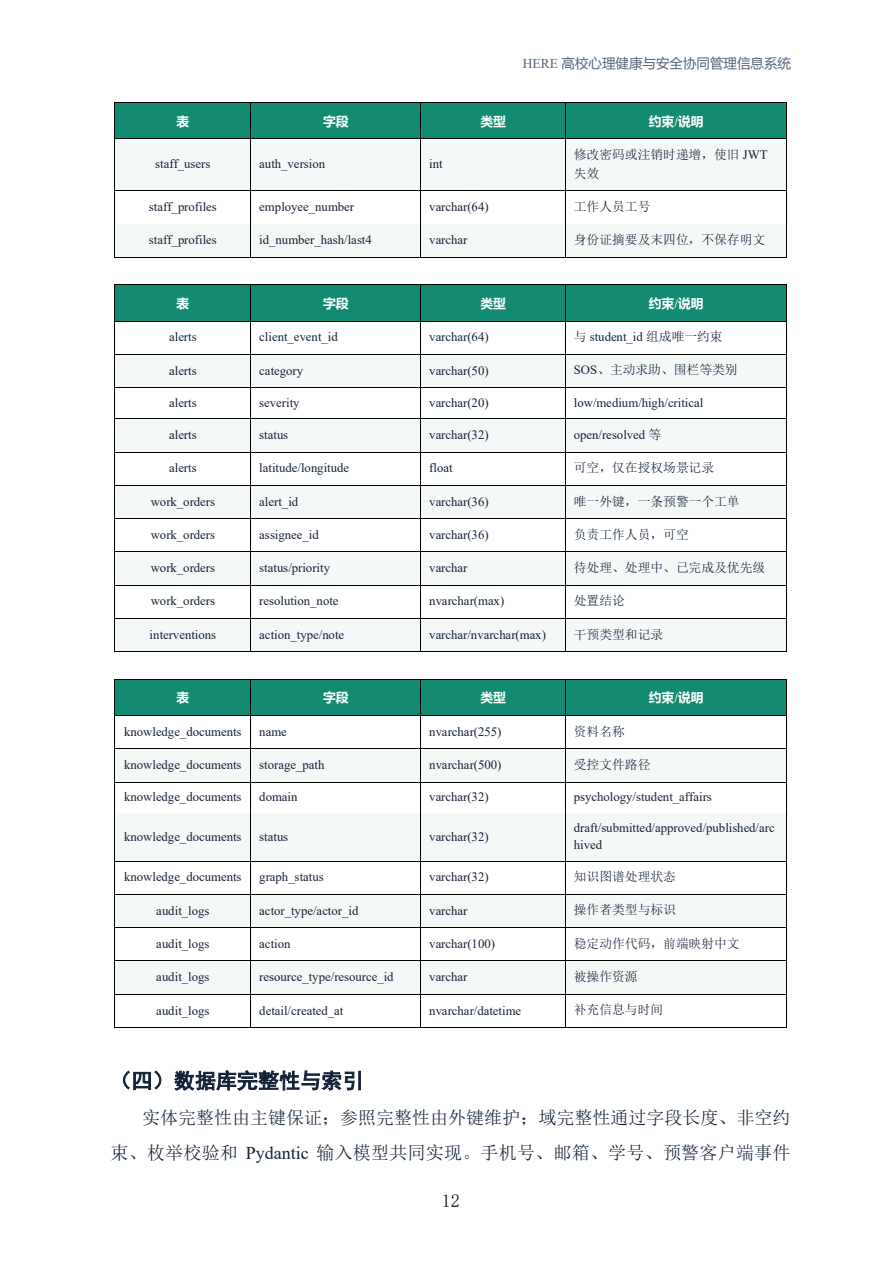 HERE 高校心理健康与安全协同管理信息系统
表 字段 类型 约束/说明
staff_users auth_version int 修改密码或注销时递增，使旧 JWT
失效
staff_profiles employee_number varchar(64) 工作人员工号
staff_profiles id_number_hash/last4 varchar 身份证摘要及末四位，不保存明文
表 字段 类型 约束/说明
alerts client_event_id varchar(64) 与 student_id 组成唯一约束
alerts category varchar(50) SOS、主动求助、围栏等类别
alerts severity varchar(20) low/medium/high/critical
alerts status varchar(32) open/resolved 等
alerts latitude/longitude float 可空，仅在授权场景记录
work_orders alert_id varchar(36) 唯一外键，一条预警一个工单
work_orders assignee_id varchar(36) 负责工作人员，可空
work_orders status/priority varchar 待处理、处理中、已完成及优先级
work_orders resolution_note nvarchar(max) 处置结论
interventions action_type/note varchar/nvarchar(max) 干预类型和记录
表 字段 类型 约束/说明
knowledge_documents name nvarchar(255) 资料名称
knowledge_documents storage_path nvarchar(500) 受控文件路径
knowledge_documents domain varchar(32) psychology/student_affairs
knowledge_documents status varchar(32) draft/submitted/approved/published/arc
hived
knowledge_documents graph_status varchar(32) 知识图谱处理状态
audit_logs actor_type/actor_id varchar 操作者类型与标识
audit_logs action varchar(100) 稳定动作代码，前端映射中文
audit_logs resource_type/resource_id varchar 被操作资源
audit_logs detail/created_at nvarchar/datetime 补充信息与时间
（四）数据库完整性与索引
实体完整性由主键保证；参照完整性由外键维护；域完整性通过字段长度、非空约
束、枚举校验和 Pydantic 输入模型共同实现。手机号、邮箱、学号、预警客户端事件
12